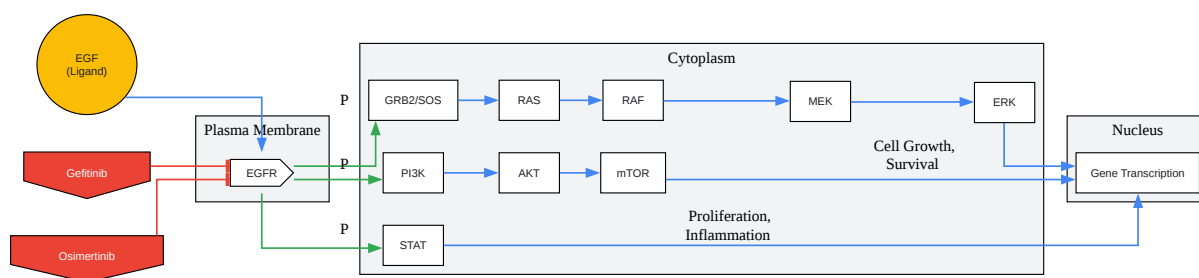 EGF
(Ligand)
Plasma Membrane
EGFR
Gefitinib
Osimertinib
Cytoplasm
P
GRB2/SOS
RAS
RAF
MEK
ERK
P
PI3K
AKT
mTOR
Cell Growth,
Survival
P
STAT
Proliferation,
Inflammation
Nucleus
Gene Transcription